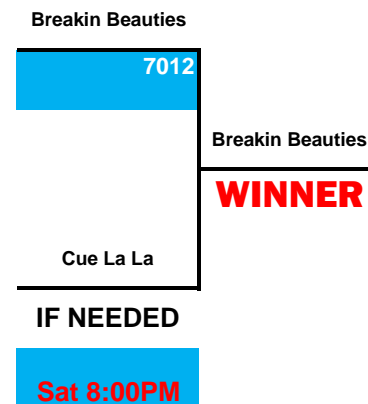 Breakin Beauties
7012
Breakin Beauties
WINNER
Cue La La
IF NEEDED
Sat 8:00PM